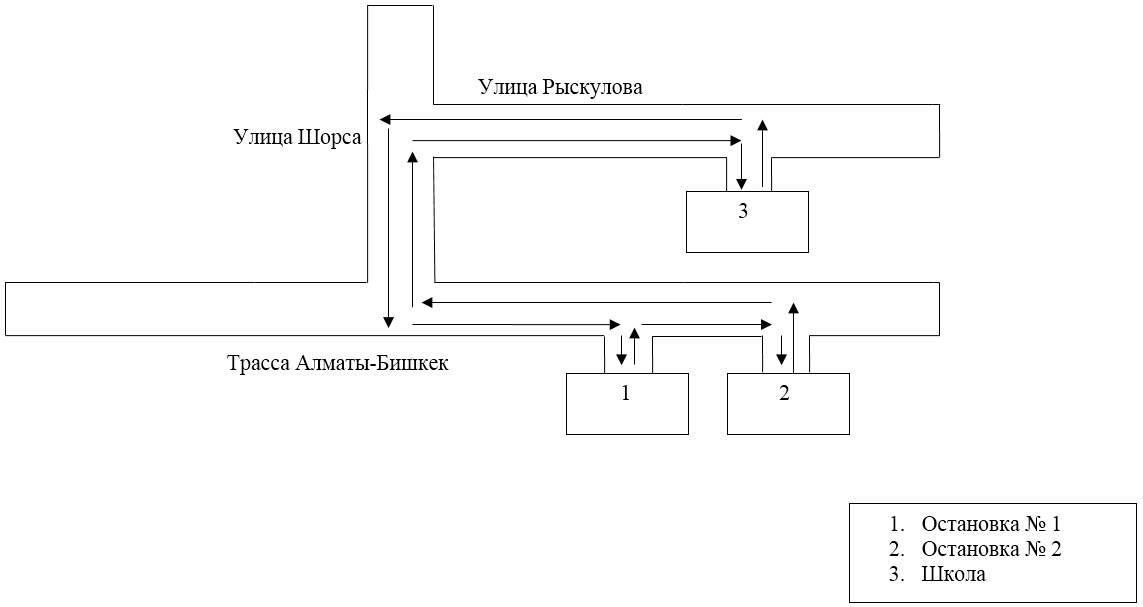 Улица Рыскулова
Улица Шорса
3
Трасса Алматы-Бишкек
1
2
1. Остановка № 1
2. Остановка № 2
3. Школа